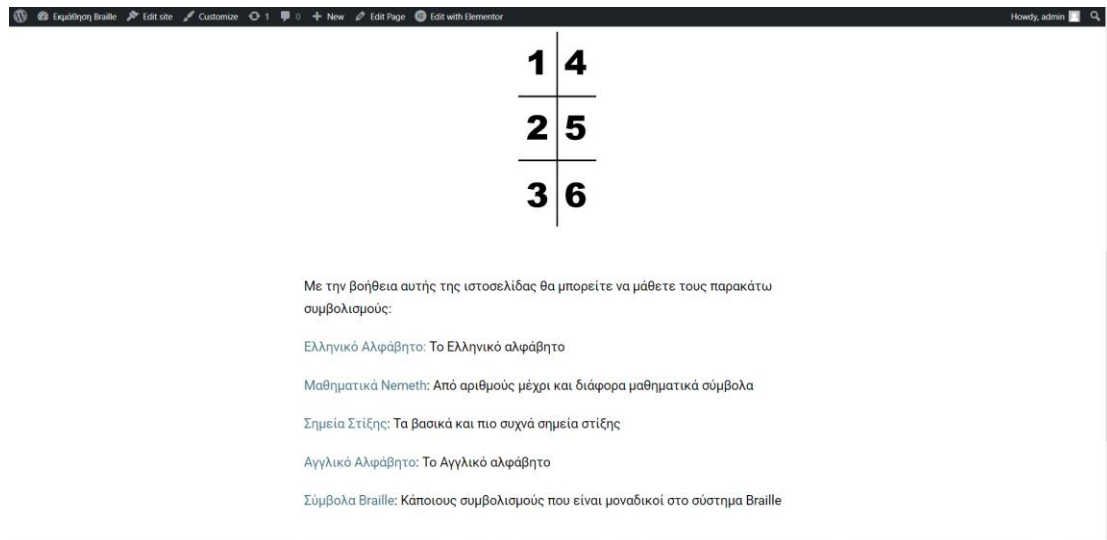 Εκμάθηση Braille Edit site Customize 1 0 New Edit Page Edit with Elementor Howdy, admin
1 4
2 5
3 6
Με την βοήθεια αυτής της ιστοσελίδας θα μπορείτε να μάθετε τους παρακάτω
συμβολισμούς:
Ελληνικό Αλφάβητο: Το Ελληνικό αλφάβητο
Μαθηματικά Nemeth: Από αριθμούς μέχρι και διάφορα μαθηματικά σύμβολα
Σημεία Στίξης: Τα βασικά και πιο συχνά σημεία στίξης
Αγγλικό Αλφάβητο: Το Αγγλικό αλφάβητο
Σύμβολα Braille: Κάποιους συμβολισμούς που είναι μοναδικοί στο σύστημα Braille